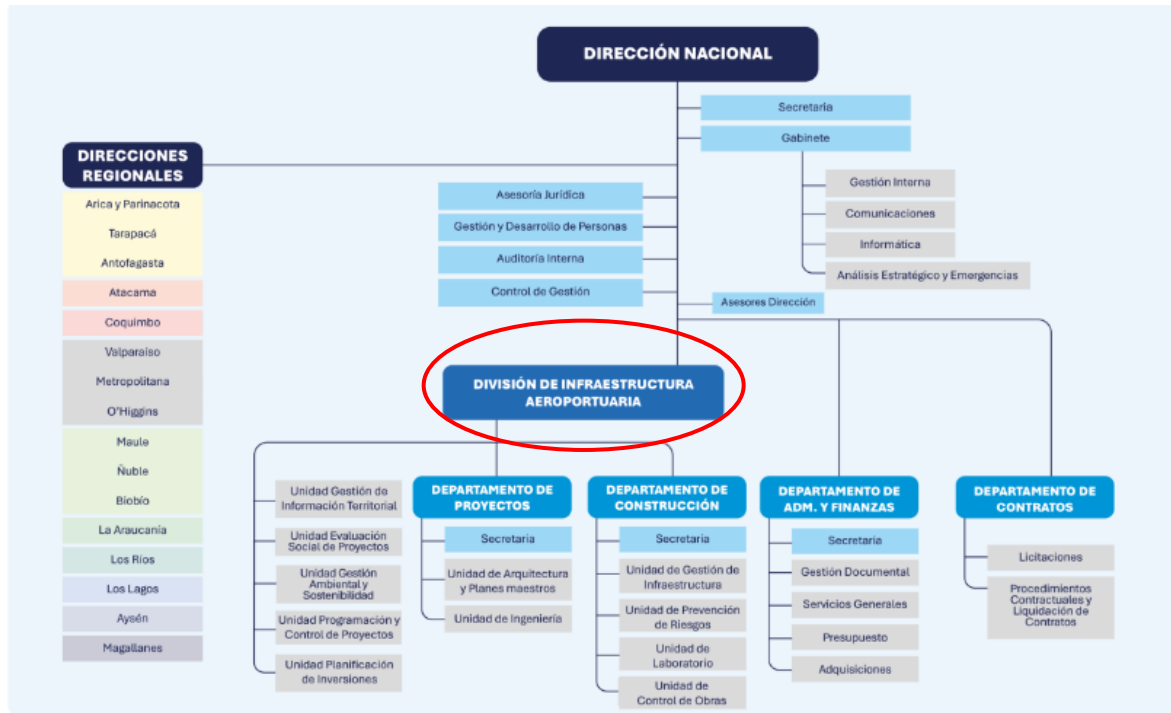 DIRECCIÓN NACIONAL
Secretaria
Gabinete
Gestión Interna
Comunicaciones
Informática
Análisis Estratégico y Emergencias
DIRECCIONES
REGIONALES
Arica y Parinacota
Tarapacá
Antofagasta
Atacama
Coquimbo
Valparaíso
Metropolitana
O'Higgins
Maule
Ñuble
Biobío
La Araucanía
Los Ríos
Los Lagos
Aysén
Magallanes
Asesoría Jurídica
Gestión y Desarrollo de Personas
Auditoría Interna
Control de Gestión
Asesores Dirección
DIVISIÓN DE INFRAESTRUCTURA
AEROPORTUARIA
Unidad Gestión de
Información Territorial
Unidad Evaluación
Social de Proyectos
Unidad Gestión
Ambiental y
Sostenibilidad
Unidad Programación y
Control de Proyectos
Unidad Planificación
de Inversiones
DEPARTAMENTO DE
PROYECTOS
Secretaria
Unidad de Arquitectura
y Planes maestros
Unidad de Ingeniería
DEPARTAMENTO DE
CONSTRUCCIÓN
Secretaria
Unidad de Gestión de
Infraestructura
Unidad de Prevención
de Riesgos
Unidad de
Laboratorio
Unidad de
Control de Obras
DEPARTAMENTO DE
ADM. Y FINANZAS
Secretaria
Gestión Documental
Servicios Generales
Presupuesto
Adquisiciones
DEPARTAMENTO DE
CONTRATOS
Licitaciones
Procedimientos
Contractuales y
Liquidación de
Contratos